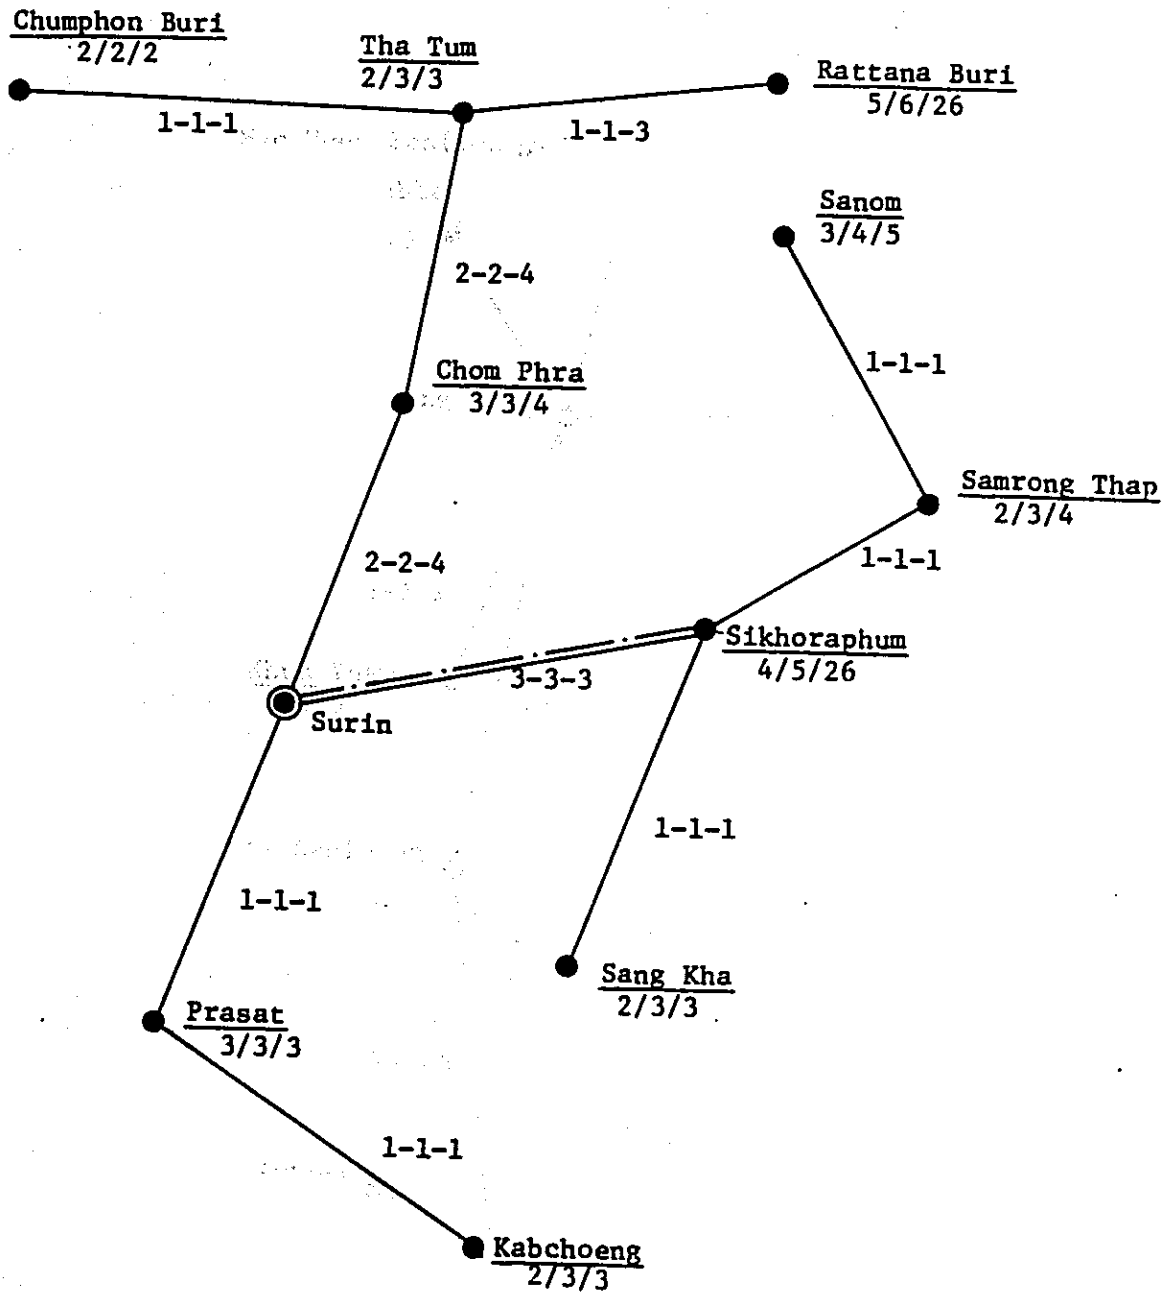 Chumphon Buri
2/2/2
Tha Tum
2/3/3
Rattana Buri
5/6/26
1-1-1
1-1-3
Sanom
3/4/5
2-2-4
1-1-1
Chom Phra
3/3/4
Samrong Thap
2/3/4
2-2-4
1-1-1
Sikhoraphum
4/5/26
3-3-3
Surin
1-1-1
1-1-1
Sang Kha
2/3/3
Prasat
3/3/3
1-1-1
Kabchoeng
2/3/3